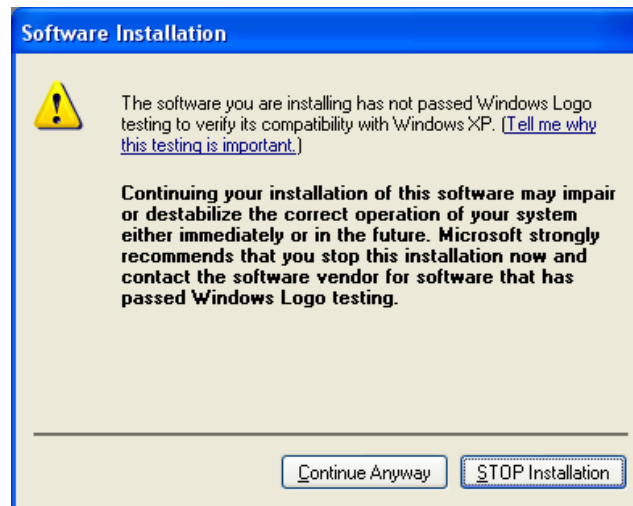 Software Installation
The software you are installing has not passed Windows Logo
testing to verify its compatibility with Windows XP. (Tell me why
this testing is important.)
Continuing your installation of this software may impair
or destabilize the correct operation of your system
either immediately or in the future. Microsoft strongly
recommends that you stop this installation now and
contact the software vendor for software that has
passed Windows Logo testing.
Continue Anyway
STOP Installation